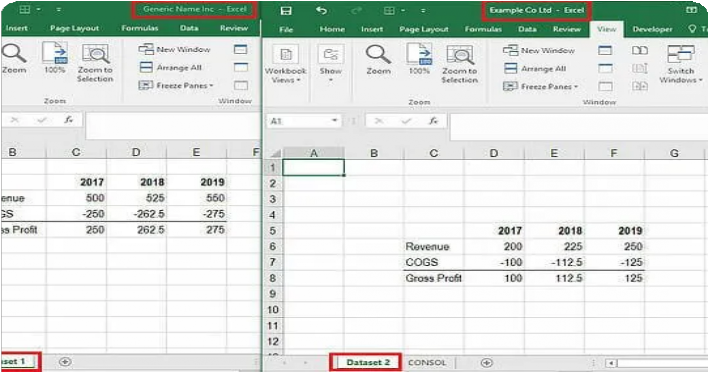 Generic Name Inc - Excel
Insert Page Layout Formulas Data Review
Zoom 100% Zoom to Selection
New Window
Arrange All
Freeze Panes
Zoom Window
fx
B C D E F
2017 2018 2019
enue 500 525 550
GS -250 -262.5 -275
ss Profit 250 262.5 275
aset 1
Example Co Ltd - Excel
File Home Insert Page Layout Formulas Data Review View Developer
Workbook Views Show Zoom 100% Zoom to Selection
New Window
Arrange All
Freeze Panes
Switch Windows
Zoom Window
A1 fx
A B C D E F G
1
2
3
4
5 2017 2018 2019
6 Revenue 200 225 250
7 COGS -100 -112.5 -125
8 Gross Profit 100 112.5 125
9
10
11
12
Dataset 2 CONSOL